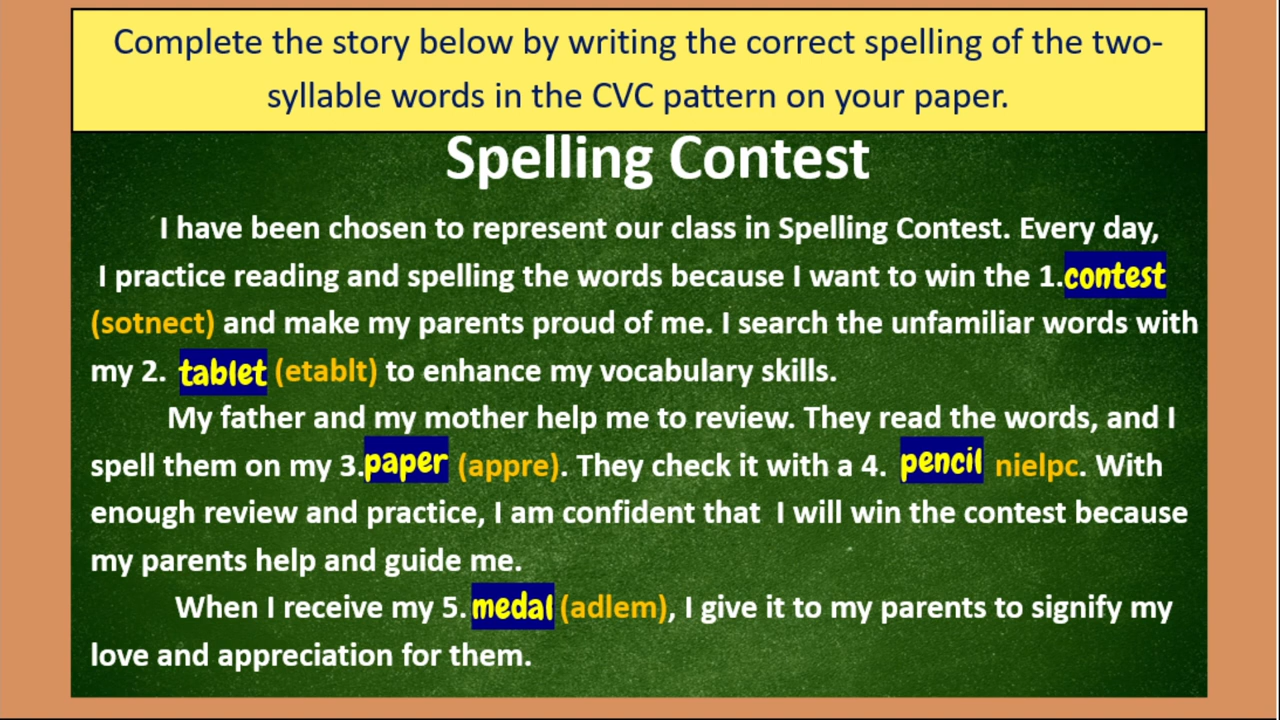 Complete the story below by writing the correct spelling of the two-
syllable words in the CVC pattern on your paper.
Spelling Contest
I have been chosen to represent our class in Spelling Contest. Every day,
I practice reading and spelling the words because I want to win the 1.contest
(sotnect) and make my parents proud of me. I search the unfamiliar words with
my 2. tablet (etablt) to enhance my vocabulary skills.
My father and my mother help me to review. They read the words, and I
spell them on my 3.paper (appre). They check it with a 4. pencil nielpc. With
enough review and practice, I am confident that I will win the contest because
my parents help and guide me.
When I receive my 5. medal (adlem), I give it to my parents to signify my
love and appreciation for them.